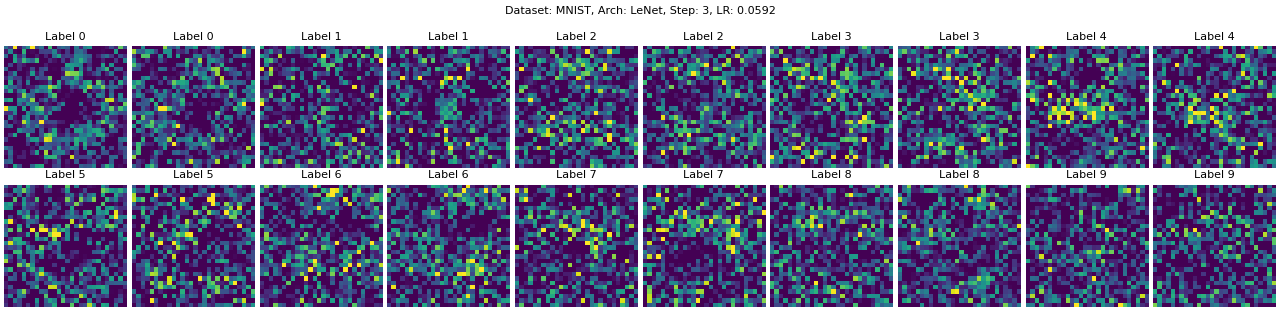 Dataset: MNIST, Arch: LeNet, Step: 3, LR: 0.0592
Label 0 Label 0 Label 1 Label 1 Label 2 Label 2 Label 3 Label 3 Label 4 Label 4
Label 5 Label 5 Label 6 Label 6 Label 7 Label 7 Label 8 Label 8 Label 9 Label 9